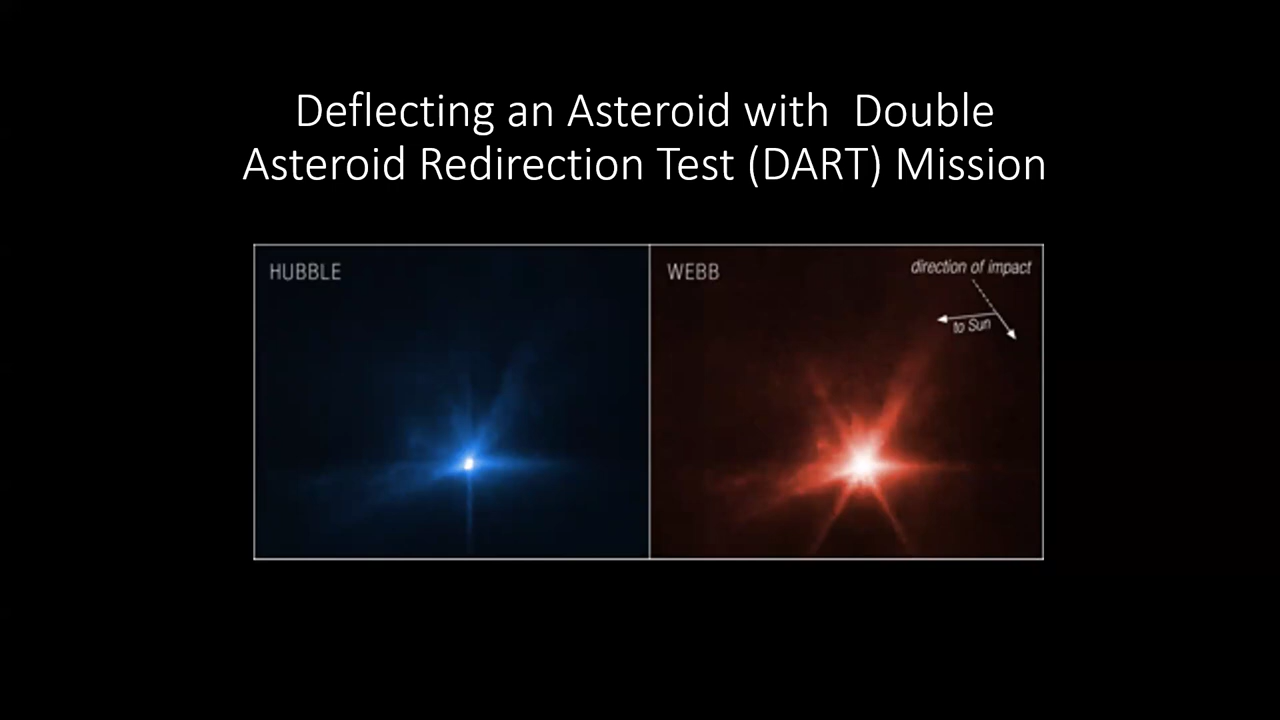 Deflecting an Asteroid with  Double
Asteroid Redirection Test (DART) Mission
HUBBLE
WEBB
direction of impact
to Sun